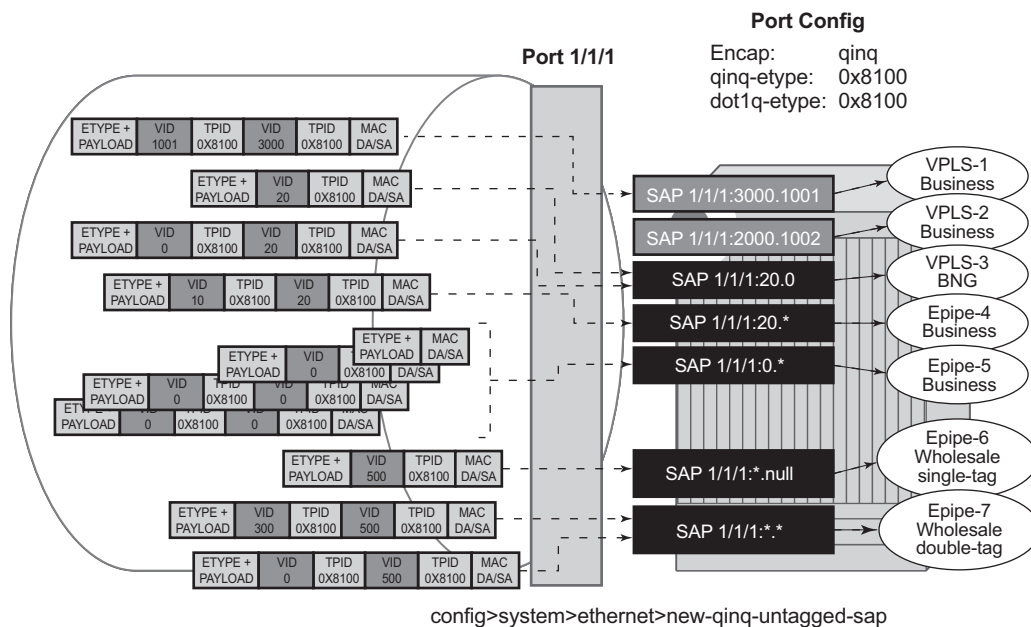 Port Config
Port 1/1/1
Encap: qinq
qinq-etype: 0x8100
dot1q-etype: 0x8100
ETYPE + PAYLOAD VID 1001 TPID 0X8100 VID 3000 TPID 0X8100 MAC DA/SA
ETYPE + PAYLOAD VID 20 TPID 0X8100 MAC DA/SA
ETYPE + PAYLOAD VID 0 TPID 0X8100 VID 20 TPID 0X8100 MAC DA/SA
ETYPE + PAYLOAD VID 10 TPID 0X8100 VID 20 TPID 0X8100 MAC DA/SA
ETYPE + PAYLOAD MAC DA/SA
ETYPE + PAYLOAD VID 0 TPID 0X8100 MAC DA/SA
ETYPE + PAYLOAD VID 0 TPID 0X8100 VID 0 TPID 0X8100 MAC DA/SA
ETYPE + PAYLOAD VID 0 TPID 0X8100 VID 0 TPID 0X8100 MAC DA/SA
ETYPE + PAYLOAD VID 500 TPID 0X8100 MAC DA/SA
ETYPE + PAYLOAD VID 300 TPID 0X8100 VID 500 TPID 0X8100 MAC DA/SA
ETYPE + PAYLOAD VID 0 TPID 0X8100 VID 500 TPID 0X8100 MAC DA/SA
SAP 1/1/1:3000.1001
SAP 1/1/1:2000.1002
SAP 1/1/1:20.0
SAP 1/1/1:20.*
SAP 1/1/1:0.*
SAP 1/1/1:*.null
SAP 1/1/1:*.*
VPLS-1
Business
VPLS-2
Business
VPLS-3
BNG
Epipe-4
Business
Epipe-5
Business
Epipe-6
Wholesale
single-tag
Epipe-7
Wholesale
double-tag
config>system>ethernet>new-qinq-untagged-sap